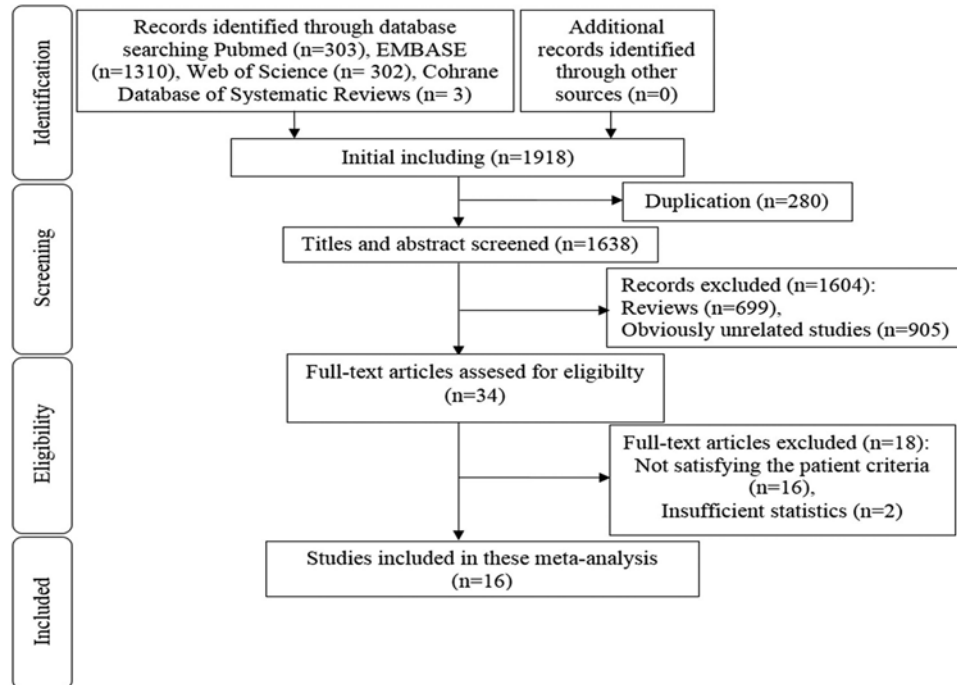 Identification
Records identified through database
searching Pubmed (n=303), EMBASE
(n=1310), Web of Science (n= 302), Cohrane
Database of Systematic Reviews (n= 3)
Additional
records identified
through other
sources (n=0)
Initial including (n=1918)
Screening
Duplication (n=280)
Titles and abstract screened (n=1638)
Records excluded (n=1604):
Reviews (n=699),
Obviously unrelated studies (n=905)
Eligibility
Full-text articles assesed for eligibilty
(n=34)
Full-text articles excluded (n=18):
Not satisfying the patient criteria
(n=16),
Insufficient statistics (n=2)
Included
Studies included in these meta-analysis
(n=16)